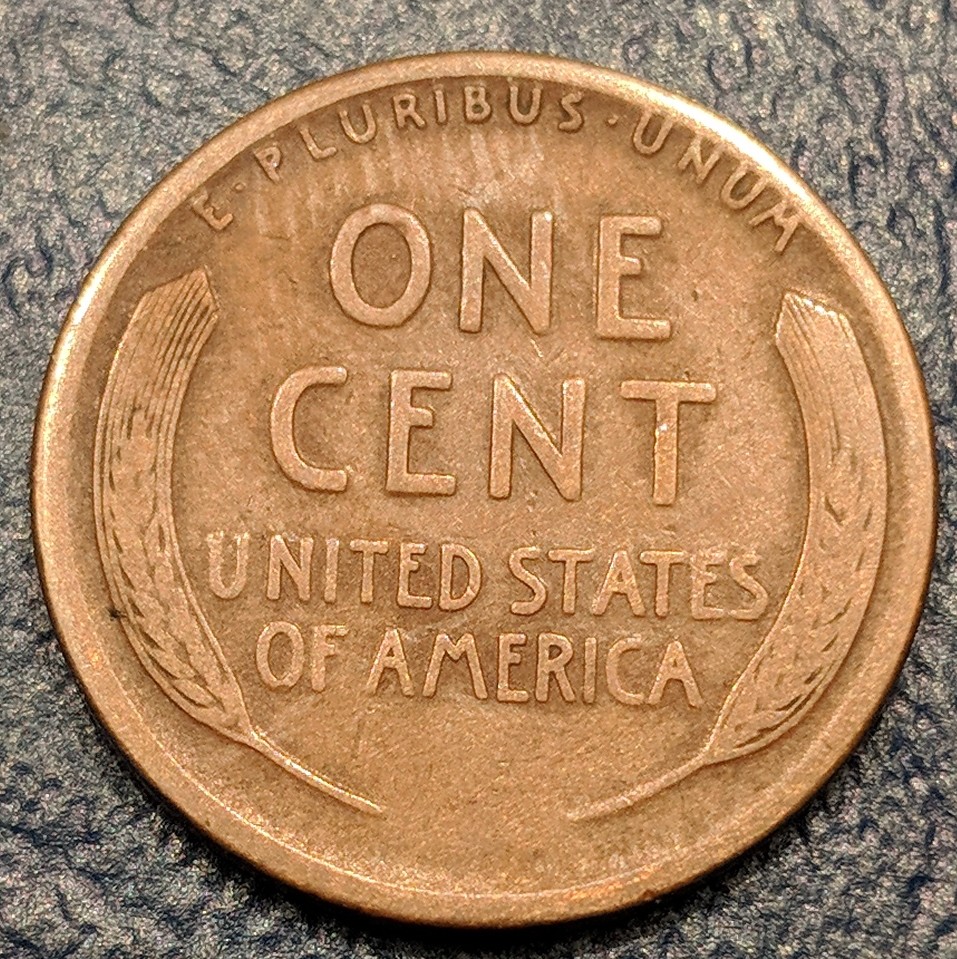 E · PLURIBUS · UNUM
ONE
CENT
UNITED STATES
OF AMERICA